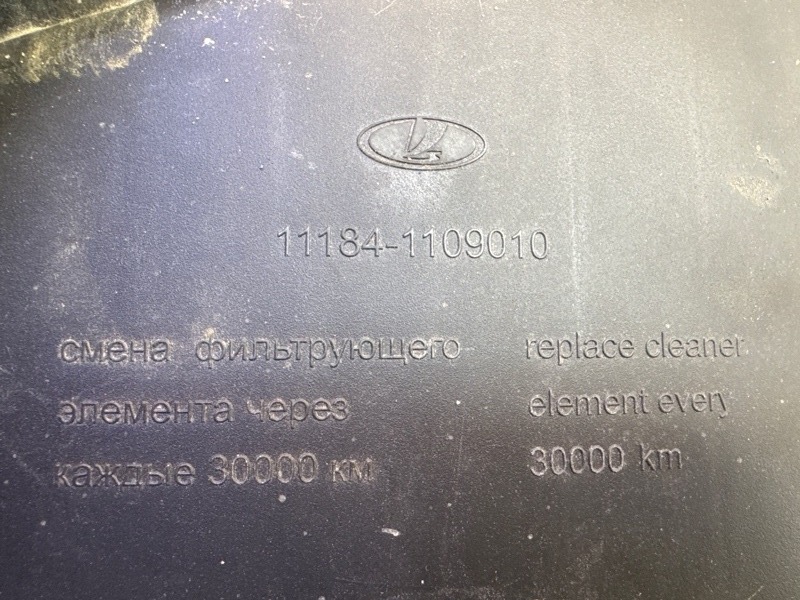 11184-1109010
смена фильтрующего
элемента через
каждые 30000 км
replace cleaner
element every
30000 km